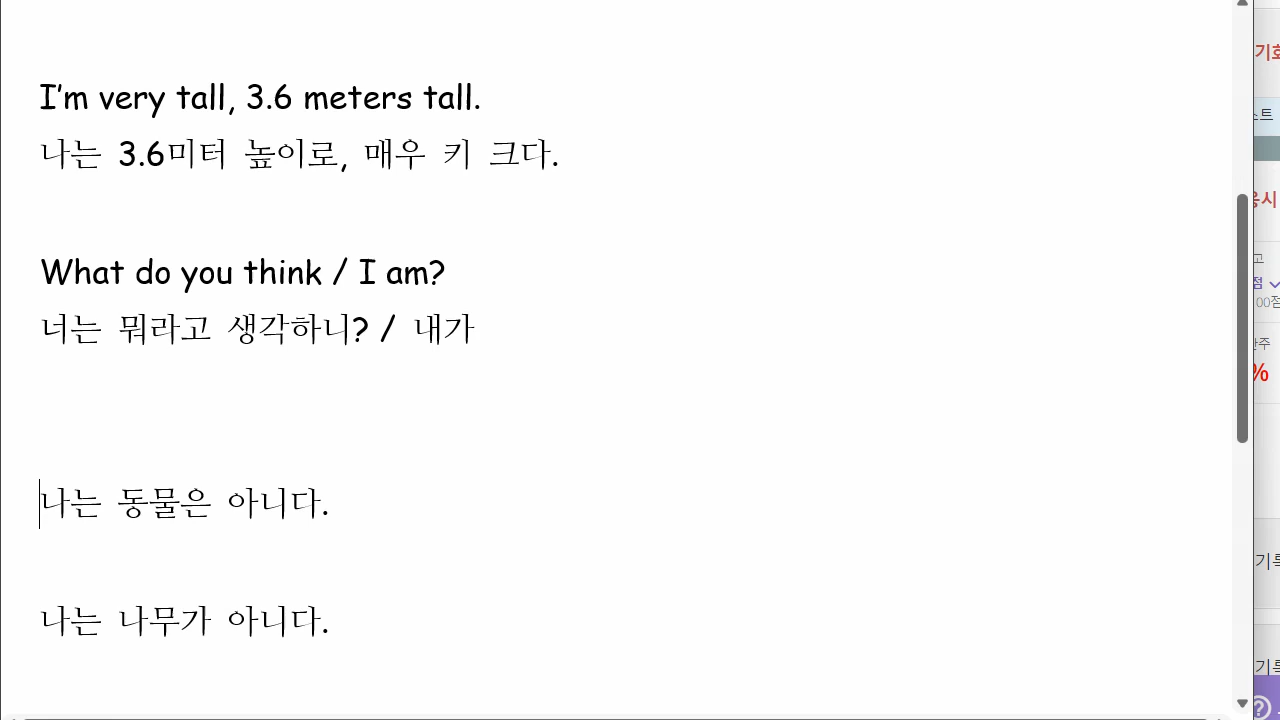 I'm very tall, 3.6 meters tall.
나는 3.6미터 높이로, 매우 키 크다.
What do you think / I am?
너는 뭐라고 생각하니? / 내가
나는 동물은 아니다.
나는 나무가 아니다.
%